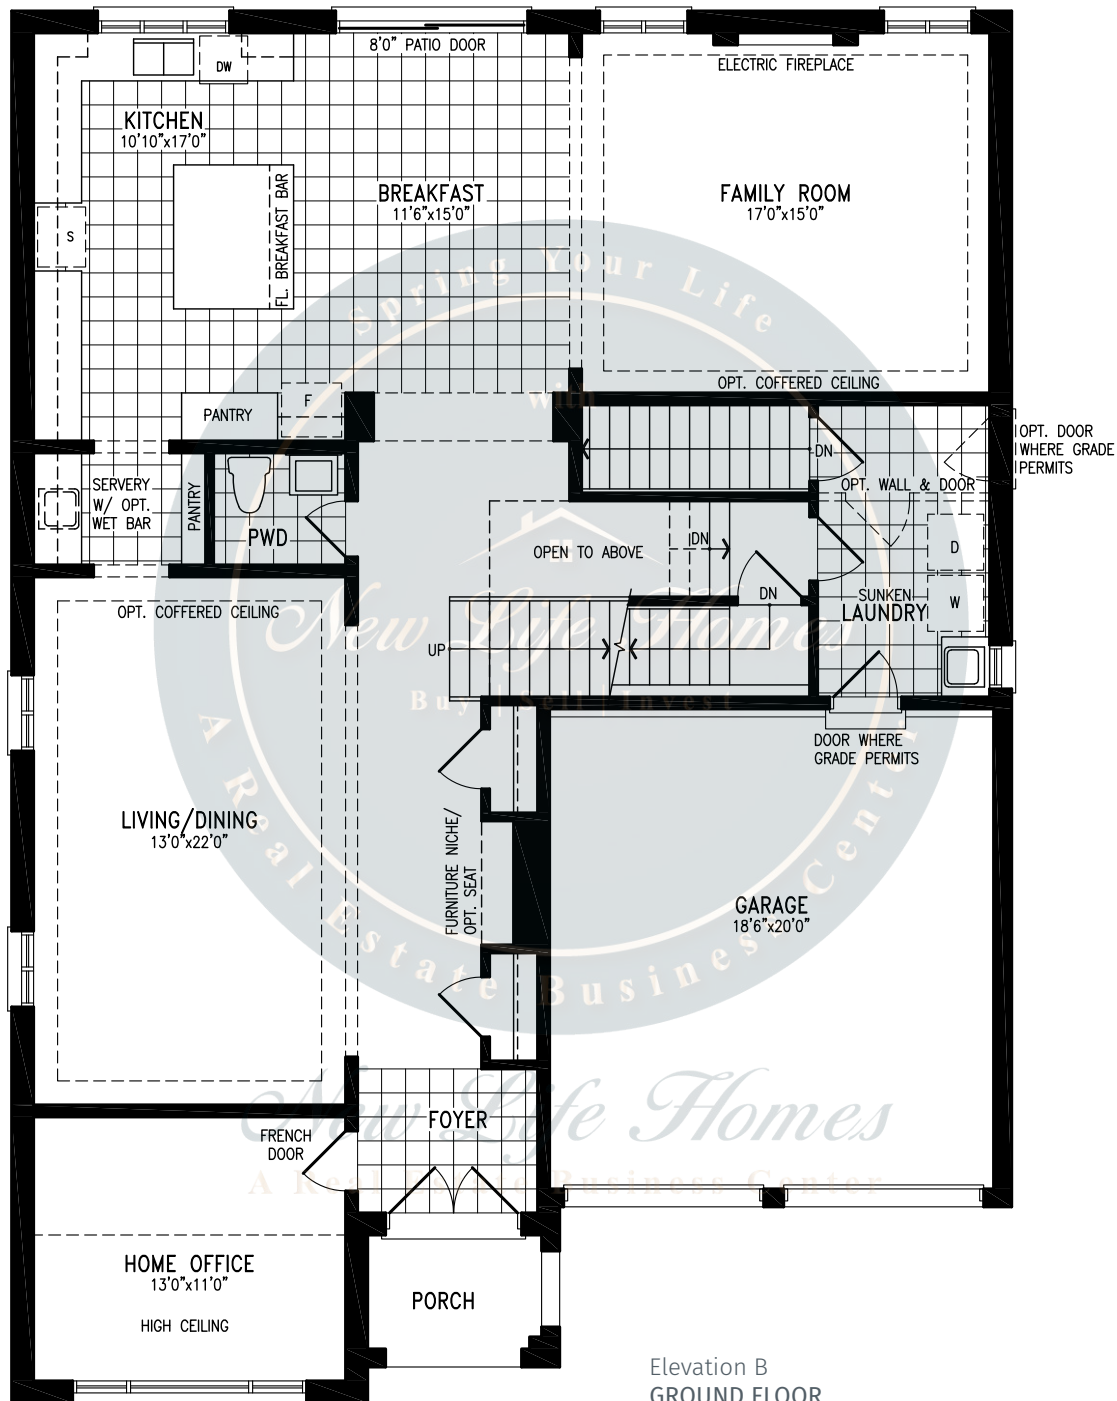 8'0" PATIO DOOR
DW
ELECTRIC FIREPLACE
KITCHEN
10'10"x17'0"
BREAKFAST
11'6"x15'0"
FAMILY ROOM
17'0"x15'0"
FL. BREAKFAST BAR
S
Spring Your Life
with
OPT. COFFERED CEILING
PANTRY
F
DN
OPT. DOOR
WHERE GRADE
PERMITS
OPT. WALL & DOOR
SERVERY
W/ OPT.
WET BAR
PANTRY
PWD
OPEN TO ABOVE
DN
D
DN
SUNKEN
LAUNDRY
W
OPT. COFFERED CEILING
New Life Homes
UP
Buy | Sell | Invest
DOOR WHERE
GRADE PERMITS
LIVING/DINING
13'0"x22'0"
FURNITURE NICHE/
OPT. SEAT
GARAGE
18'6"x20'0"
A Real Estate Business Center
New Life Homes
FOYER
FRENCH
DOOR
A Real Estate Business Center
HOME OFFICE
13'0"x11'0"
HIGH CEILING
PORCH
Elevation B
GROUND FLOOR